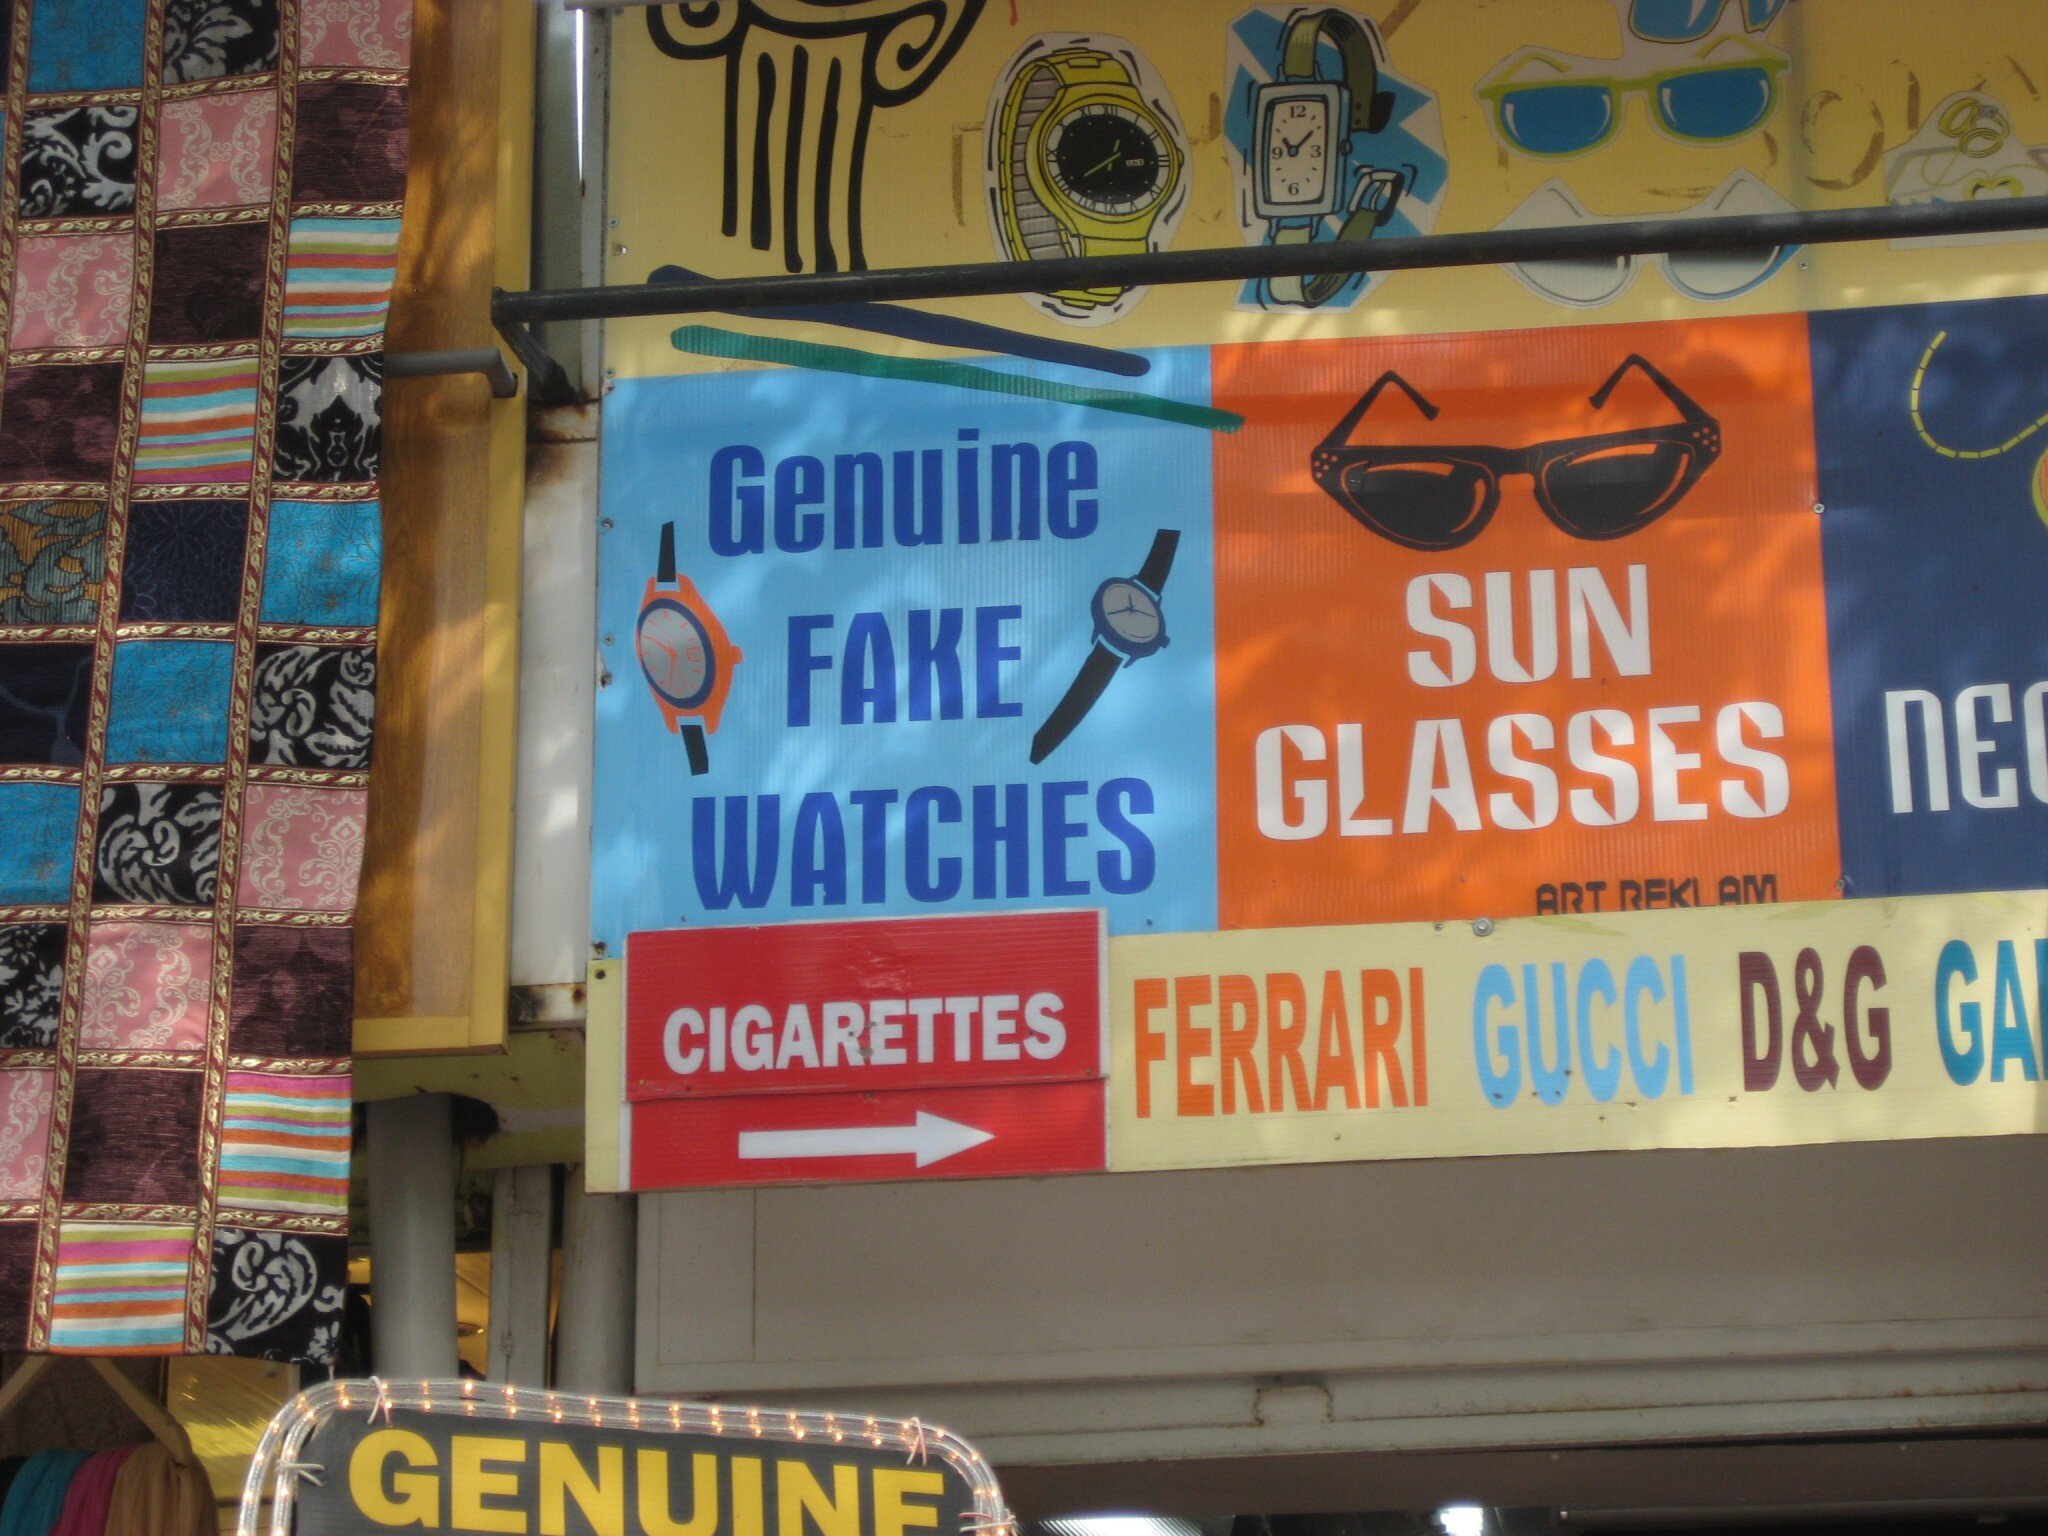 Genuine
FAKE
WATCHES
SUN
GLASSES
ART REKLAM
CIGARETTES
FERRARI GUCCI D&G
GENUINE